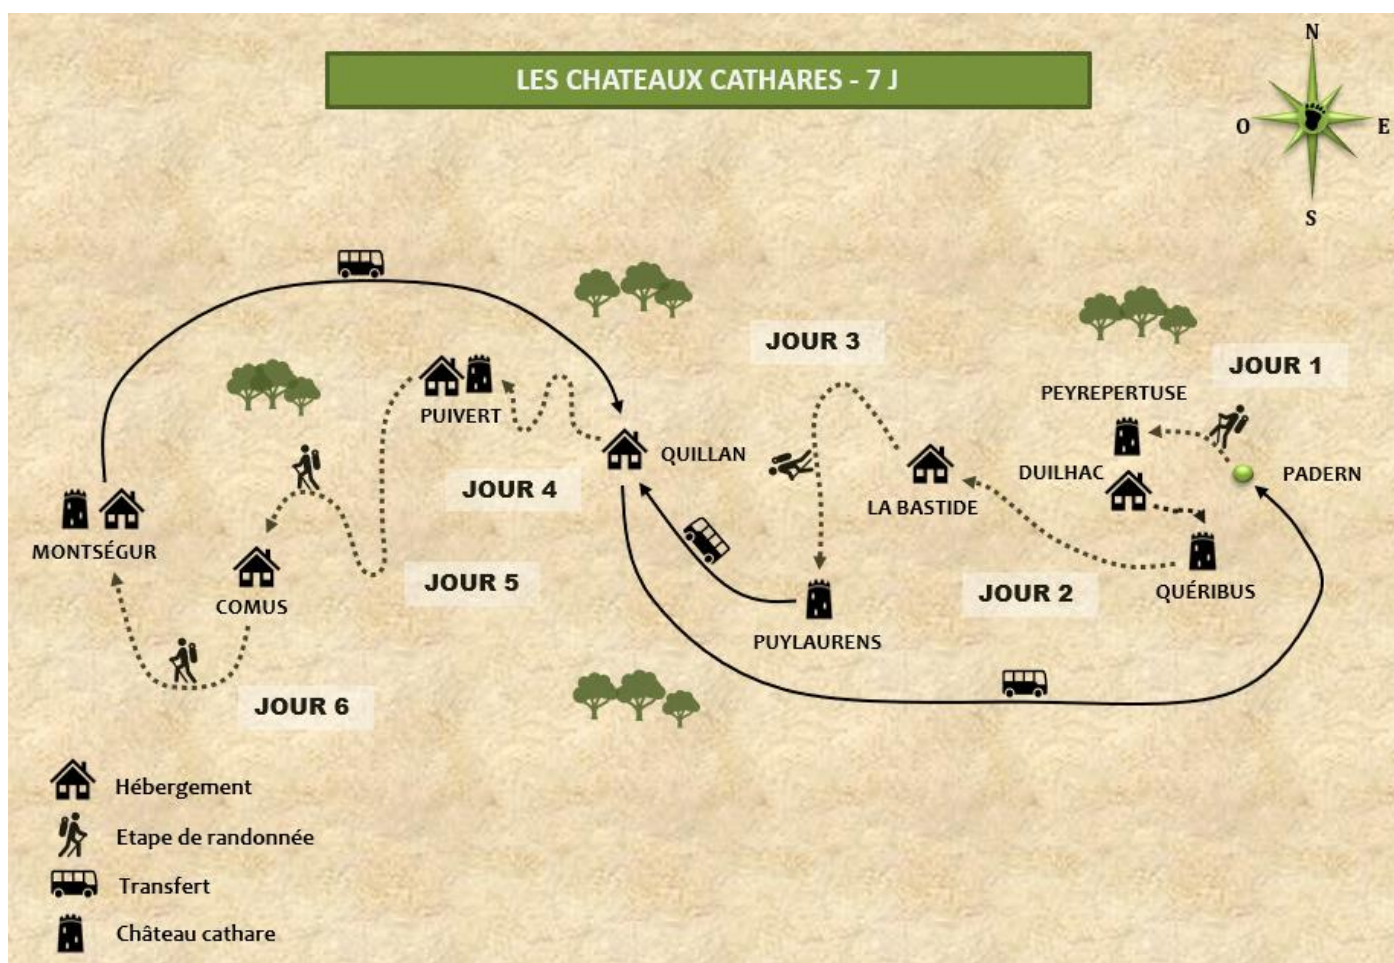 LES CHATEAUX CATHARES - 7 J
N
O
E
S
JOUR 3
JOUR 1
PEYREPERTUSE
PUIVERT
QUILLAN
DUILHAC
PADERN
JOUR 4
LA BASTIDE
MONTSÉGUR
JOUR 5
JOUR 2
QUÉRIBUS
COMUS
PUYLAURENS
JOUR 6
Hébergement
Etape de randonnée
Transfert
Château cathare